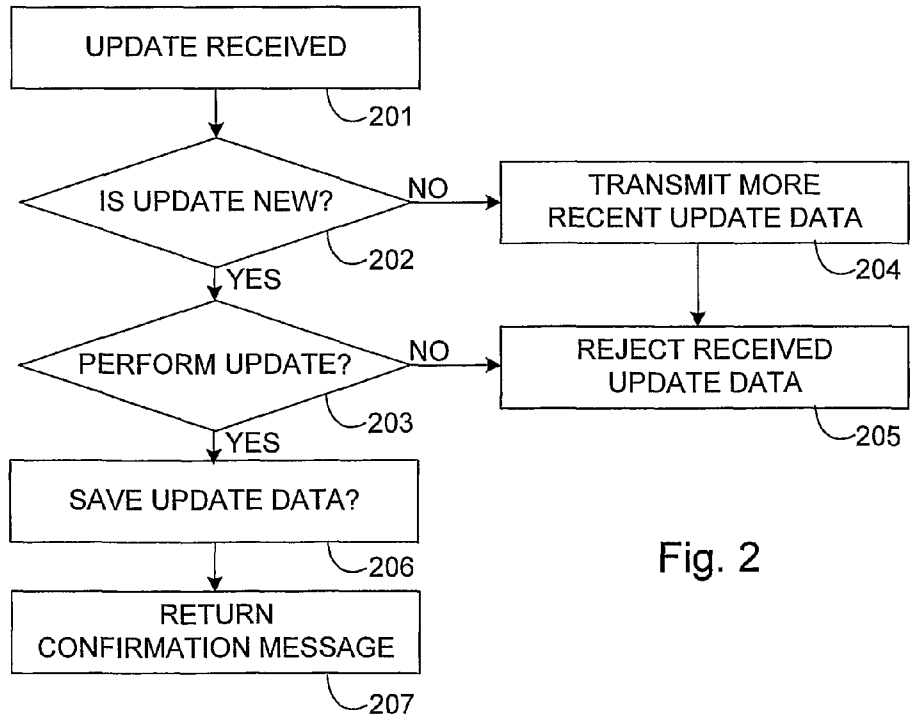 UPDATE RECEIVED
201
IS UPDATE NEW?
NO
202
YES
TRANSMIT MORE
RECENT UPDATE DATA
204
PERFORM UPDATE?
NO
203
YES
REJECT RECEIVED
UPDATE DATA
205
SAVE UPDATE DATA?
206
RETURN
CONFIRMATION MESSAGE
207
Fig. 2